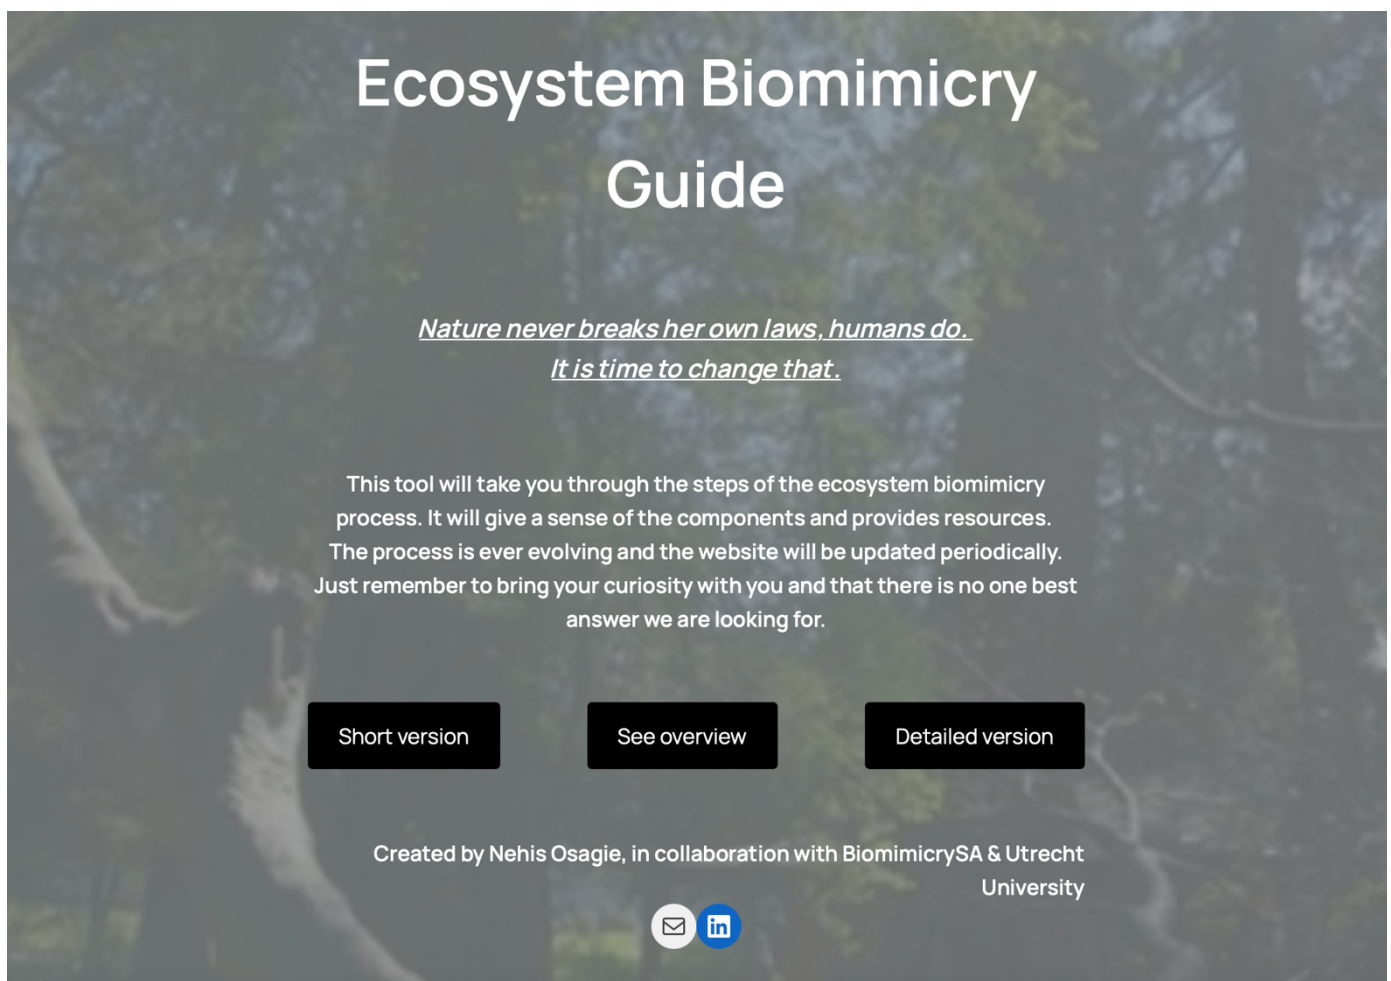 Ecosystem Biomimicry
Guide
Nature never breaks her own laws, humans do.
It is time to change that.
This tool will take you through the steps of the ecosystem biomimicry
process. It will give a sense of the components and provides resources.
The process is ever evolving and the website will be updated periodically.
Just remember to bring your curiosity with you and that there is no one best
answer we are looking for.
Short version
See overview
Detailed version
Created by Nehis Osagie, in collaboration with BiomimicrySA & Utrecht
University
in